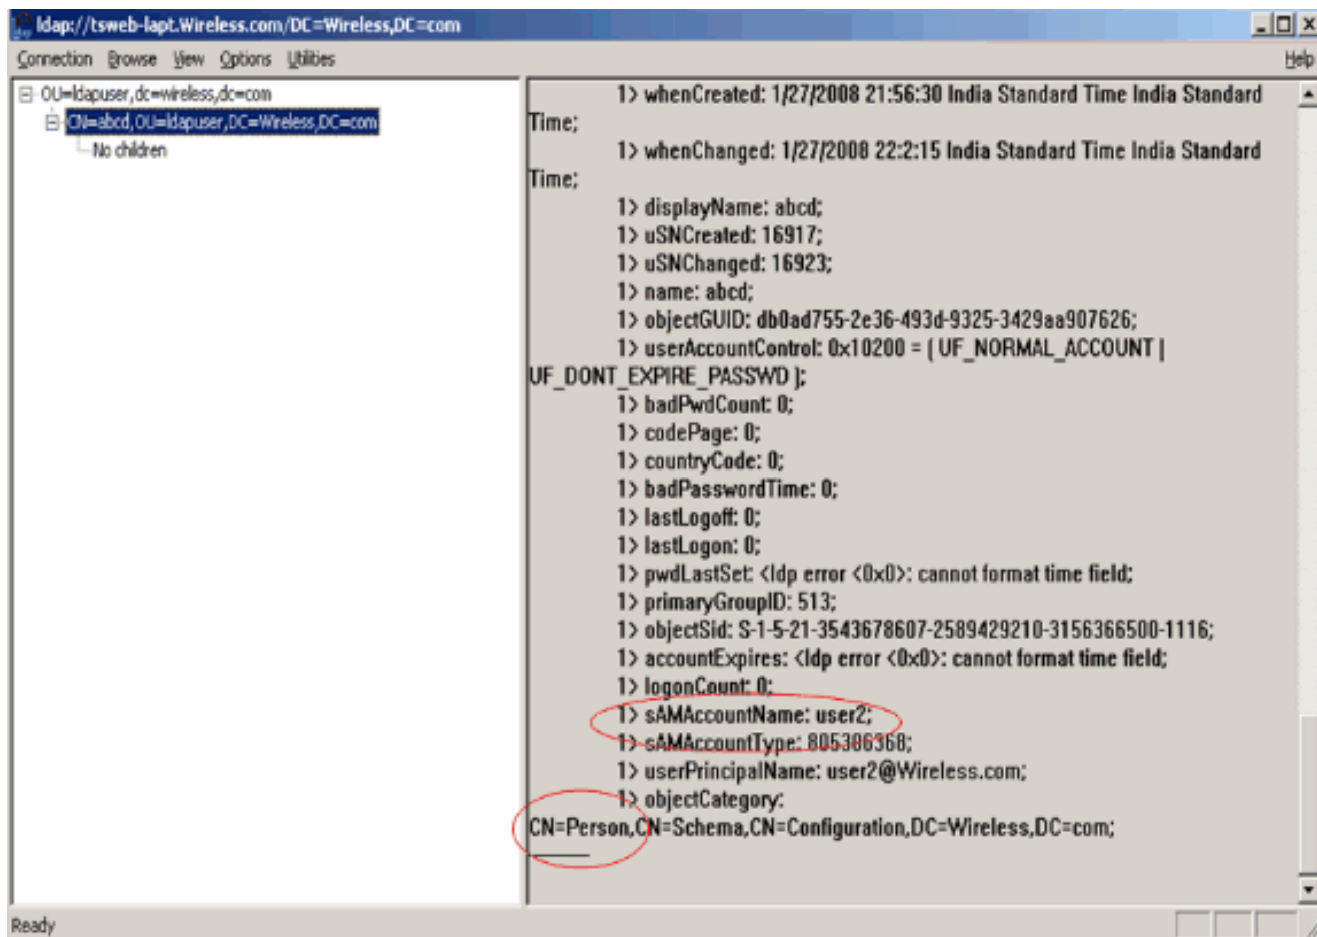 ldap://tsweb-lapt.Wireless.com/DC=Wireless,DC=com
Connection Browse View Options Utilities Help
OU=ldapuser,dc=wireless,dc=com
CN=abcd,OU=ldapuser,DC=Wireless,DC=com
No children
1> whenCreated: 1/27/2008 21:56:30 India Standard Time India Standard
Time;
1> whenChanged: 1/27/2008 22:2:15 India Standard Time India Standard
Time;
1> displayName: abcd;
1> uSNCreated: 16917;
1> uSNChanged: 16923;
1> name: abcd;
1> objectGUID: db0ad755-2e36-493d-9325-3429aa907626;
1> userAccountControl: 0x10200 = ( UF_NORMAL_ACCOUNT |
UF_DONT_EXPIRE_PASSWD );
1> badPwdCount: 0;
1> codePage: 0;
1> countryCode: 0;
1> badPasswordTime: 0;
1> lastLogoff: 0;
1> lastLogon: 0;
1> pwdLastSet: <ldp error <0x0>: cannot format time field;
1> primaryGroupID: 513;
1> objectSid: S-1-5-21-3543678607-2589429210-3156366500-1116;
1> accountExpires: <ldp error <0x0>: cannot format time field;
1> logonCount: 0;
1> sAMAccountName: user2;
1> sAMAccountType: 805306368;
1> userPrincipalName: user2@Wireless.com;
1> objectCategory:
CN=Person,CN=Schema,CN=Configuration,DC=Wireless,DC=com;
Ready